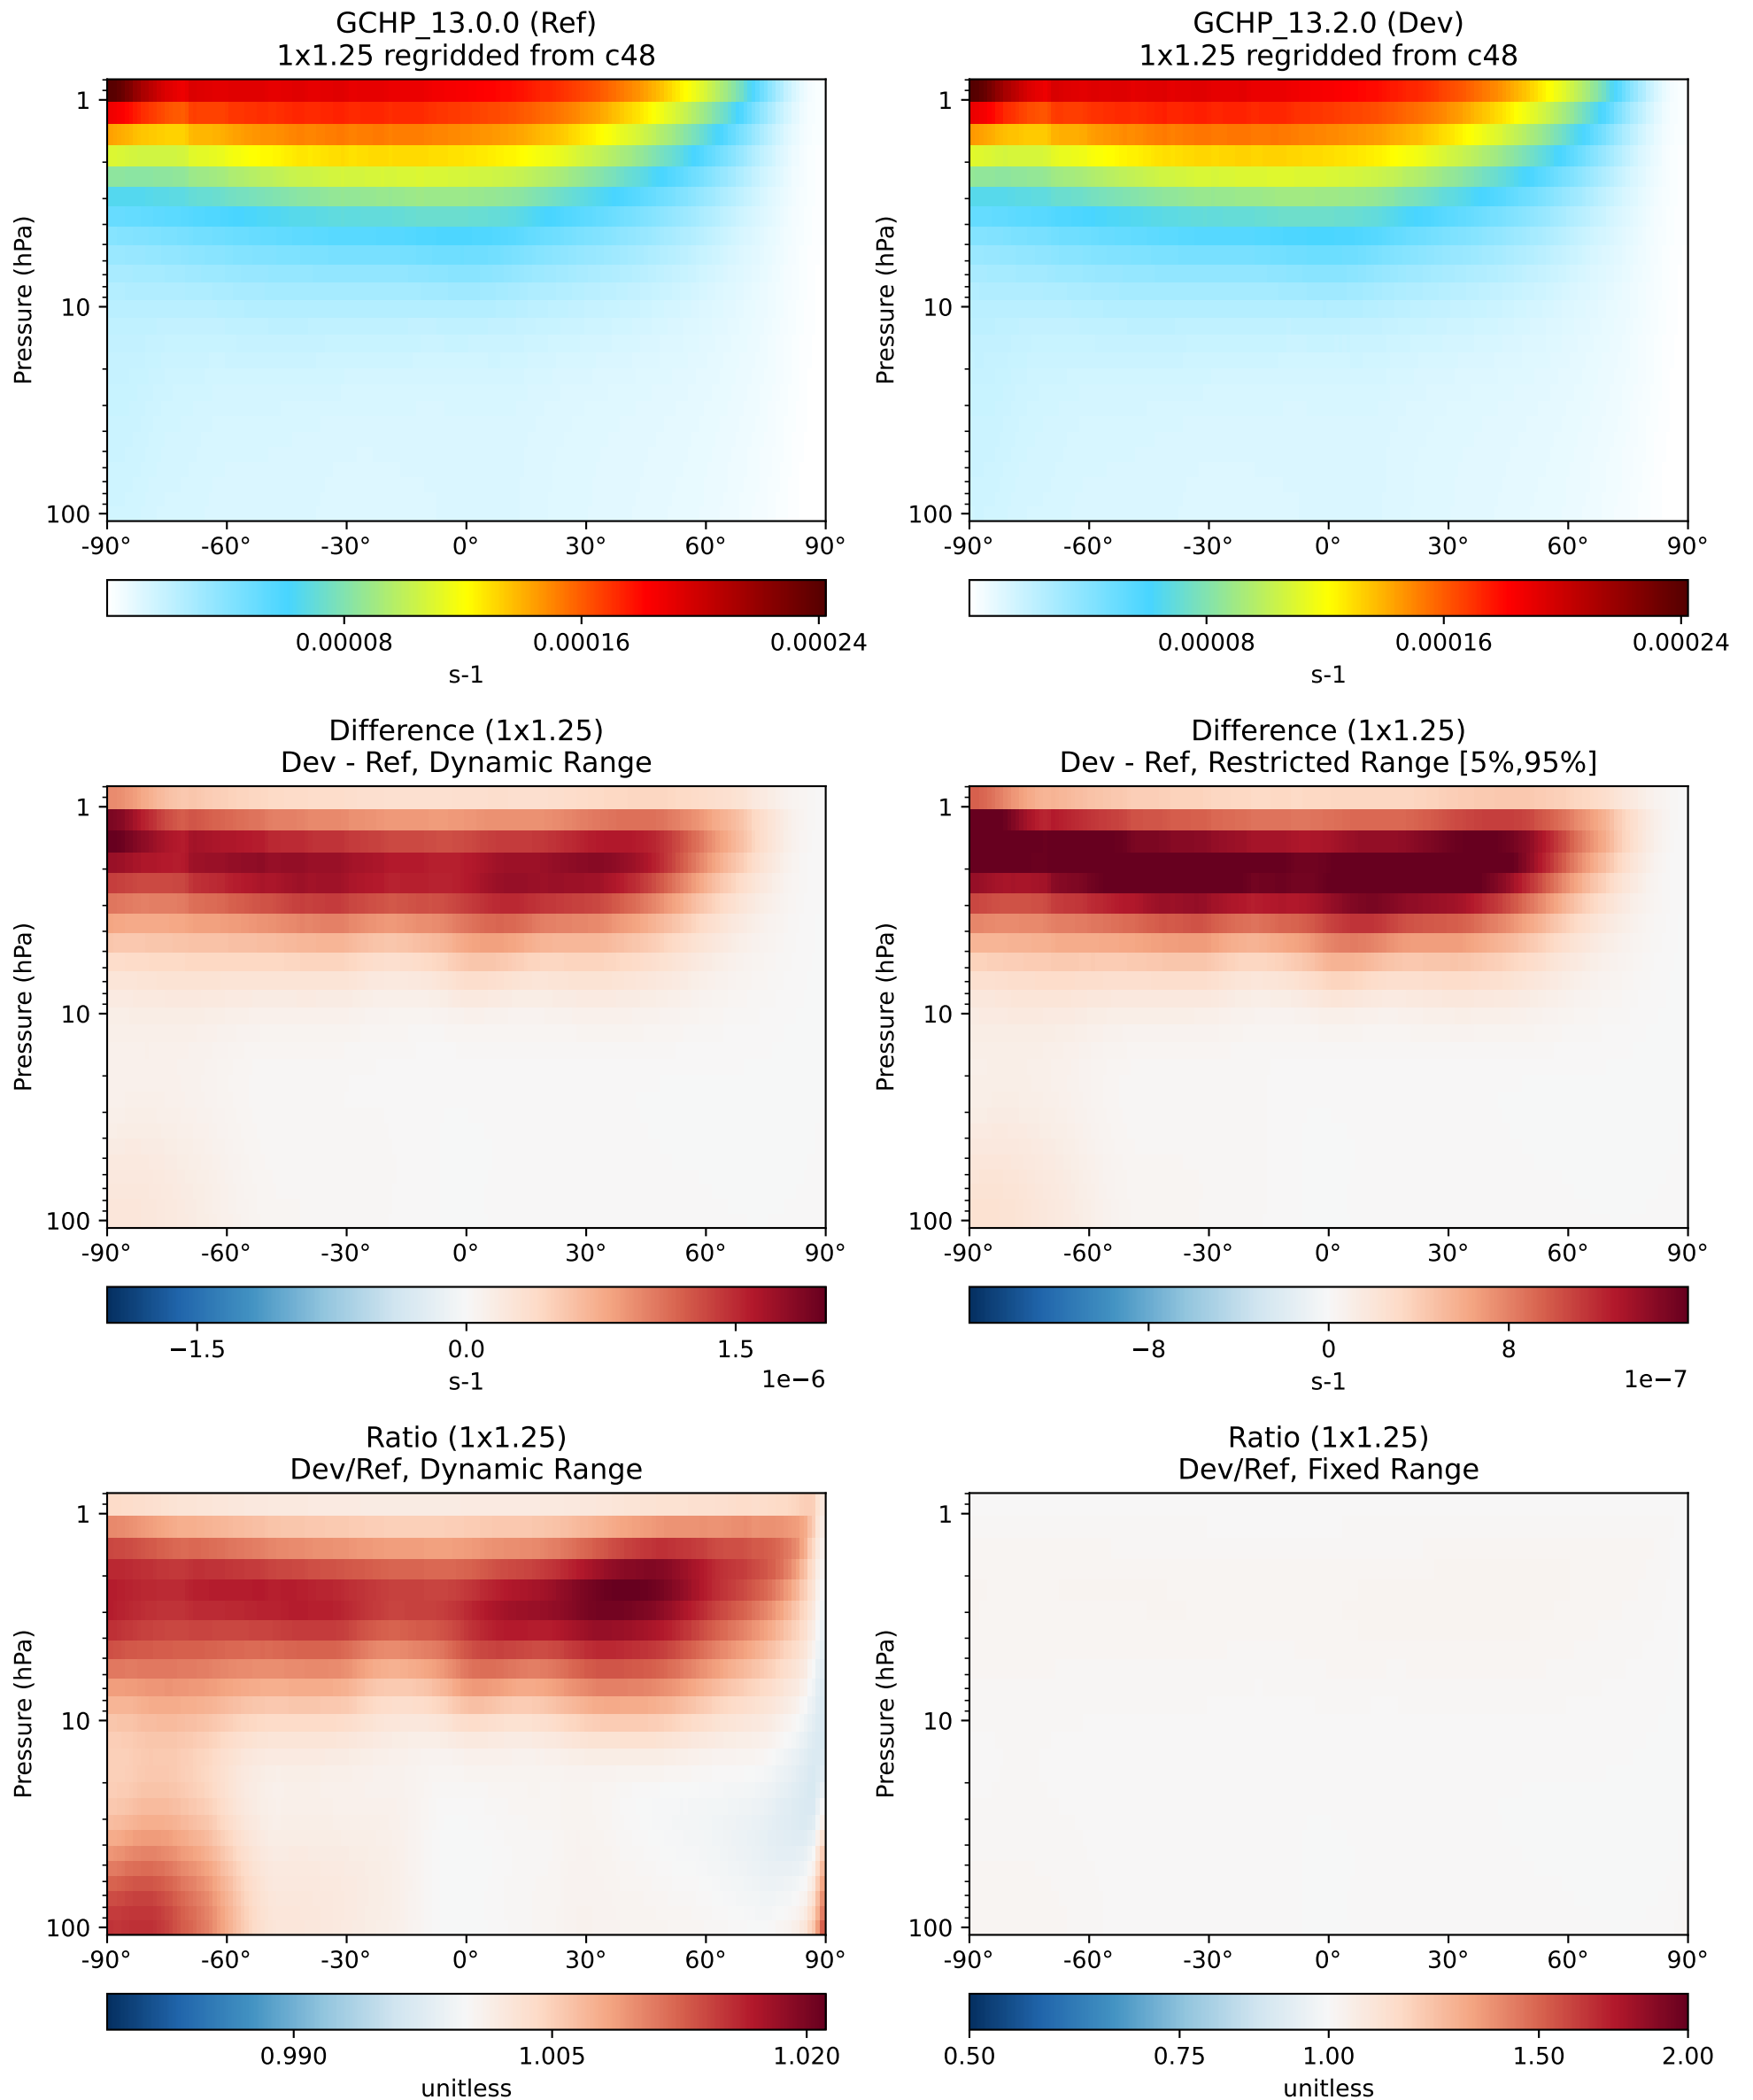 GCHP_13.0.0 (Ref)
1x1.25 regridded from c48
Pressure (hPa)
1
10
100
-90° -60° -30° 0° 30° 60° 90°
0.00008 0.00016 0.00024
s-1
GCHP_13.2.0 (Dev)
1x1.25 regridded from c48
Pressure (hPa)
1
10
100
-90° -60° -30° 0° 30° 60° 90°
0.00008 0.00016 0.00024
s-1
Difference (1x1.25)
Dev - Ref, Dynamic Range
Pressure (hPa)
1
10
100
-90° -60° -30° 0° 30° 60° 90°
−1.5 0.0 1.5
1e−6
s-1
Difference (1x1.25)
Dev - Ref, Restricted Range [5%,95%]
Pressure (hPa)
1
10
100
-90° -60° -30° 0° 30° 60° 90°
−8 0 8
1e−7
s-1
Ratio (1x1.25)
Dev/Ref, Dynamic Range
Pressure (hPa)
1
10
100
-90° -60° -30° 0° 30° 60° 90°
0.990 1.005 1.020
unitless
Ratio (1x1.25)
Dev/Ref, Fixed Range
Pressure (hPa)
1
10
100
-90° -60° -30° 0° 30° 60° 90°
0.50 0.75 1.00 1.50 2.00
unitless